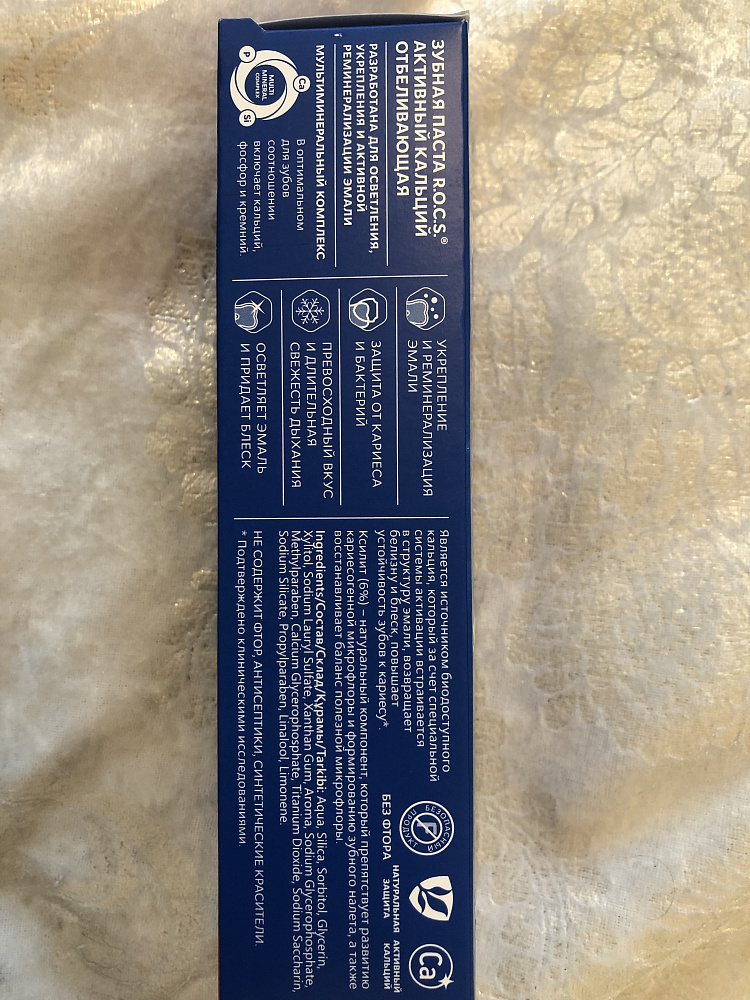 ЗУБНАЯ ПАСТА R.O.C.S.®
АКТИВНЫЙ КАЛЬЦИЙ
ОТБЕЛИВАЮЩАЯ
РАЗРАБОТАНА ДЛЯ ОСВЕТЛЕНИЯ,
УКРЕПЛЕНИЯ И АКТИВНОЙ
РЕМИНЕРАЛИЗАЦИИ ЭМАЛИ
МУЛЬТИМИНЕРАЛЬНЫЙ КОМПЛЕКС
Ca
P
Si
MULTI
MINERAL
COMPLEX
В оптимальном
для зубов
соотношении
включает кальций,
фосфор и кремний.
УКРЕПЛЕНИЕ
И РЕМИНЕРАЛИЗАЦИЯ
ЭМАЛИ
ЗАЩИТА ОТ КАРИЕСА
И БАКТЕРИЙ
ПРЕВОСХОДНЫЙ ВКУС
И ДЛИТЕЛЬНАЯ
СВЕЖЕСТЬ ДЫХАНИЯ
ОСВЕТЛЯЕТ ЭМАЛЬ
И ПРИДАЕТ БЛЕСК
Является источником биодоступного
кальция, который за счет специальной
системы активации встраивается
в структуру эмали, возвращает
белизну и блеск, повышает
устойчивость зубов к кариесу*.
БЕЗОПАСНЫЙ
ПРОДУКТ
F
БЕЗ ФТОРА
НАТУРАЛЬНАЯ
ЗАЩИТА
Ca
АКТИВНЫЙ
КАЛЬЦИЙ
Ксилит (6%) – натуральный компонент, который препятствует развитию
кариесогенной микрофлоры и формированию зубного налета, а также
восстанавливает баланс полезной микрофлоры.
Ingredients/Состав/Склад/Құрамы/Tarkibi: Aqua, Silica, Sorbitol, Glycerin,
Xylitol, Sodium Lauryl Sulfate, Xanthan Gum, Aroma, Sodium Glycerophosphate,
Methylparaben, Calcium Glycerophosphate, Titanium Dioxide, Sodium Saccharin,
Sodium Silicate, Propylparaben, Linalool, Limonene.
НЕ СОДЕРЖИТ ФТОР, АНТИСЕПТИКИ, СИНТЕТИЧЕСКИЕ КРАСИТЕЛИ.
* Подтверждено клиническими исследованиями.